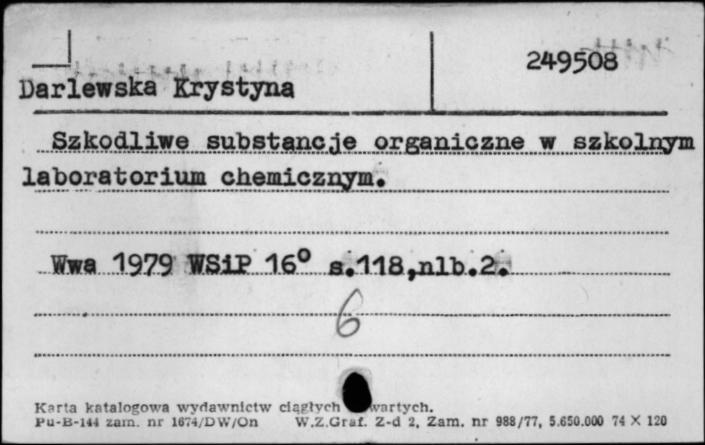 249508
Darlewska Krystyna
Szkodliwe substancje organiczne w szkolnym
laboratorium chemicznym.
Wwa 1979 WSiP 16° s.118,nlb.2.
6
Karta katalogowa wydawnictw ciągłych wartych.
Pu-B-144 zam. nr 1674/DW/On W.Z.Graf. Z-d 2, Zam. nr 988/77, 5.650.000 74 X 120